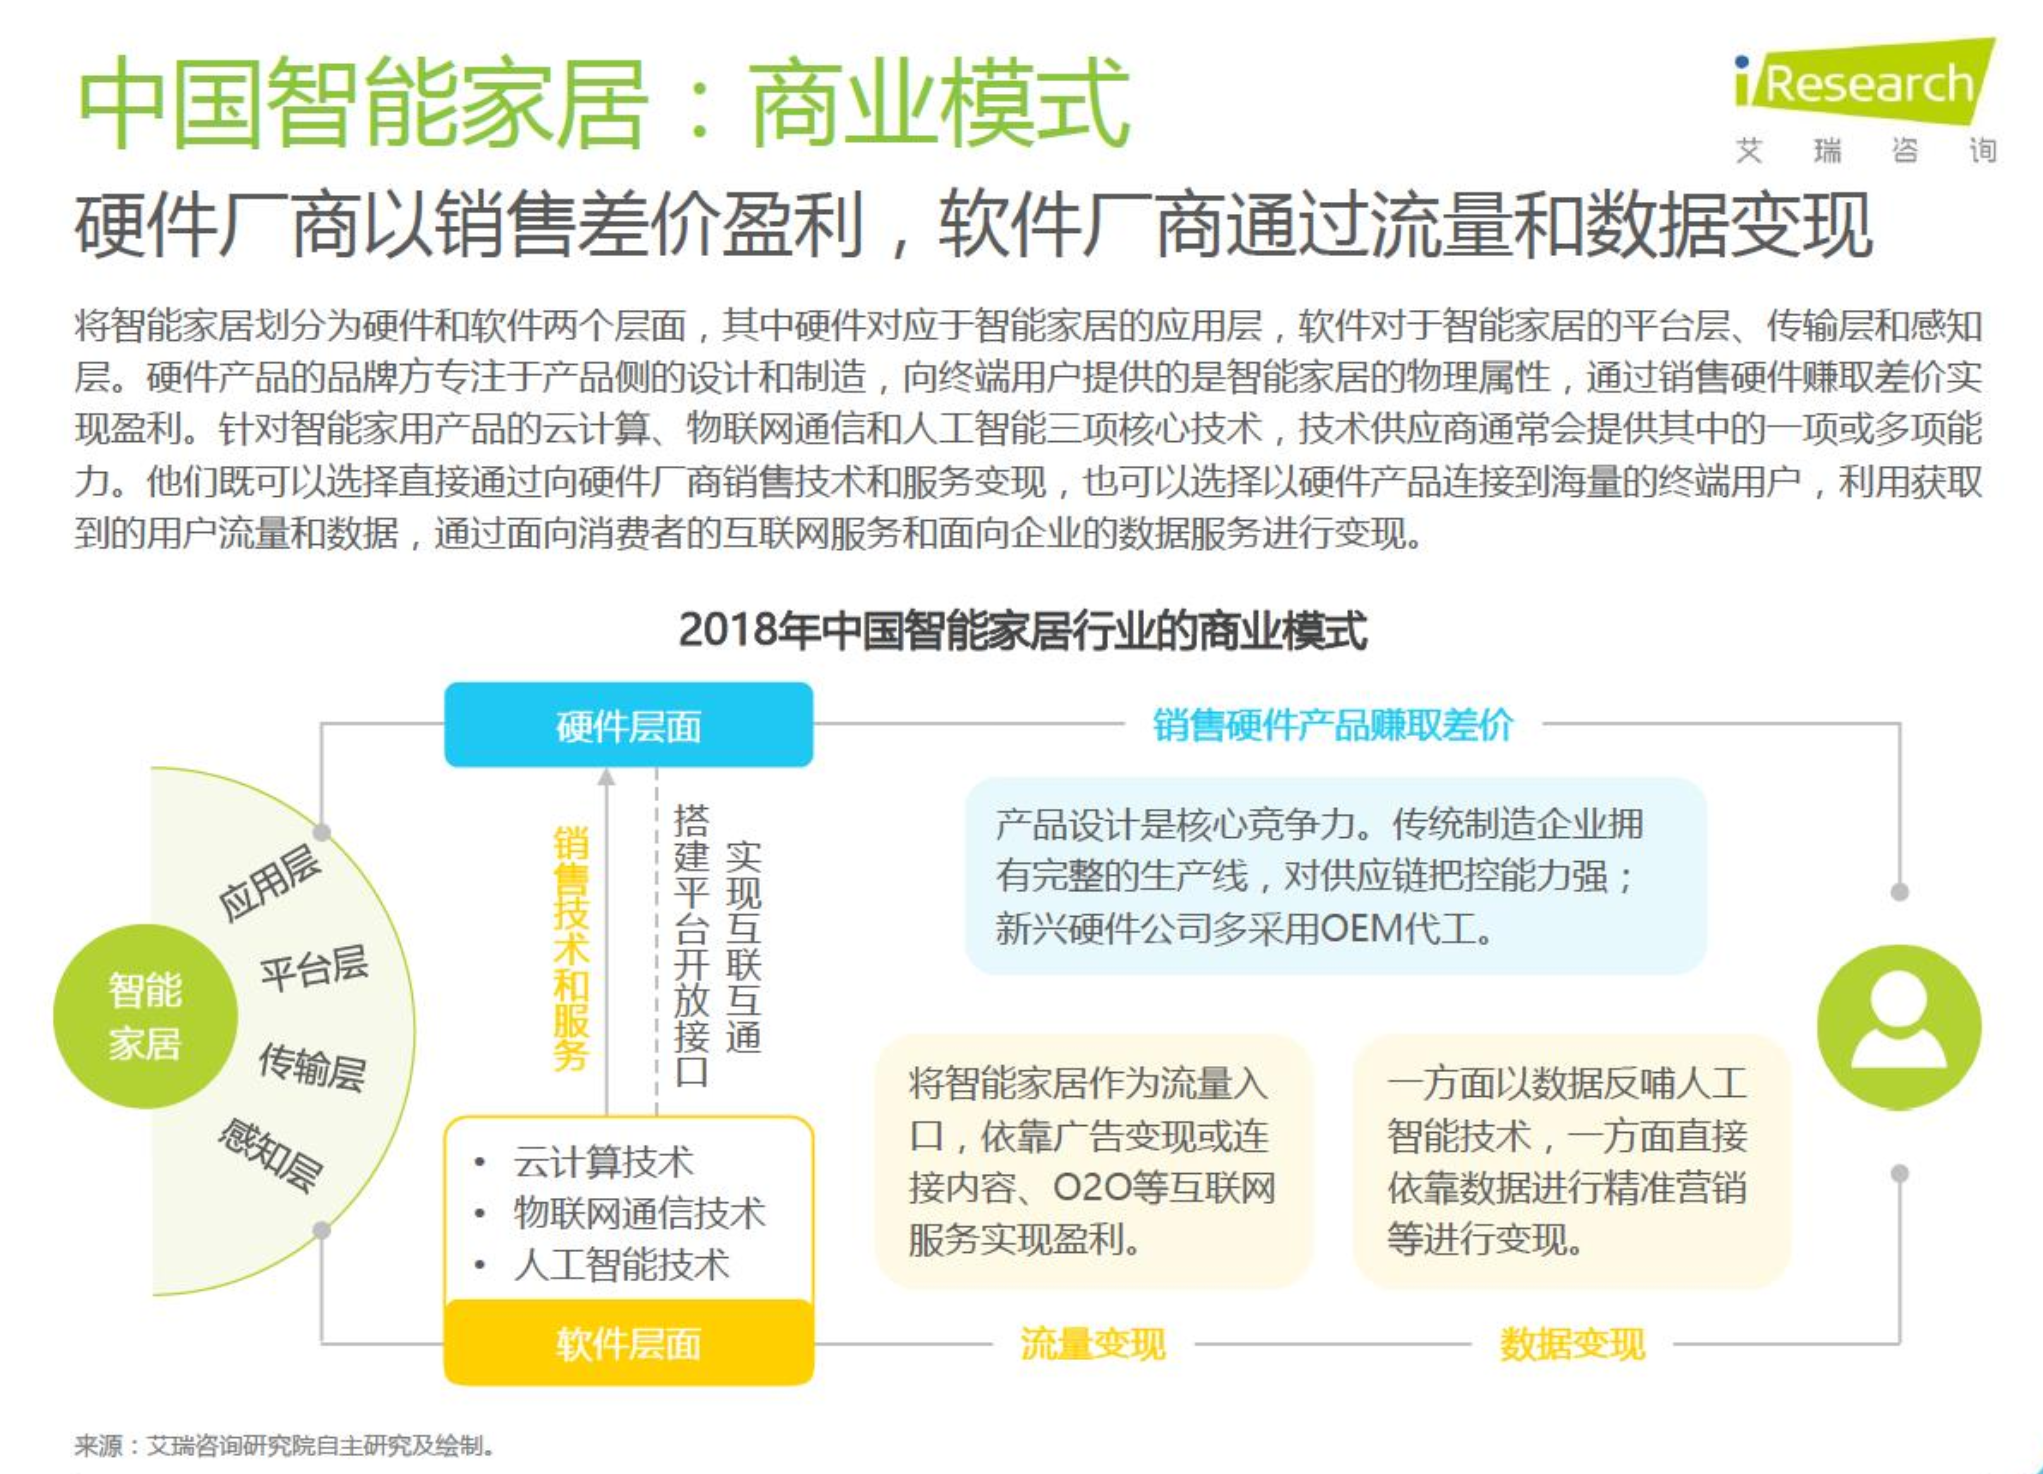 中国智能家居：商业模式
iResearch
艾瑞咨询
硬件厂商以销售差价盈利，软件厂商通过流量和数据变现
将智能家居划分为硬件和软件两个层面，其中硬件对应于智能家居的应用层，软件对于智能家居的平台层、传输层和感知
层。硬件产品的品牌方专注于产品侧的设计和制造，向终端用户提供的是智能家居的物理属性，通过销售硬件赚取差价实
现盈利。针对智能家用产品的云计算、物联网通信和人工智能三项核心技术，技术供应商通常会提供其中的一项或多项能
力。他们既可以选择直接通过向硬件厂商销售技术和服务变现，也可以选择以硬件产品连接到海量的终端用户，利用获取
到的用户流量和数据，通过面向消费者的互联网服务和面向企业的数据服务进行变现。
2018年中国智能家居行业的商业模式
硬件层面
销售硬件产品赚取差价
智能
家居
应用层
平台层
传输层
感知层
销售技术和服务
搭建平台开放接口
实现互联互通
产品设计是核心竞争力。传统制造企业拥
有完整的生产线，对供应链把控能力强；
新兴硬件公司多采用OEM代工。
• 云计算技术
• 物联网通信技术
• 人工智能技术
软件层面
将智能家居作为流量入
口，依靠广告变现或连
接内容、O2O等互联网
服务实现盈利。
一方面以数据反哺人工
智能技术，一方面直接
依靠数据进行精准营销
等进行变现。
流量变现
数据变现
来源：艾瑞咨询研究院自主研究及绘制。